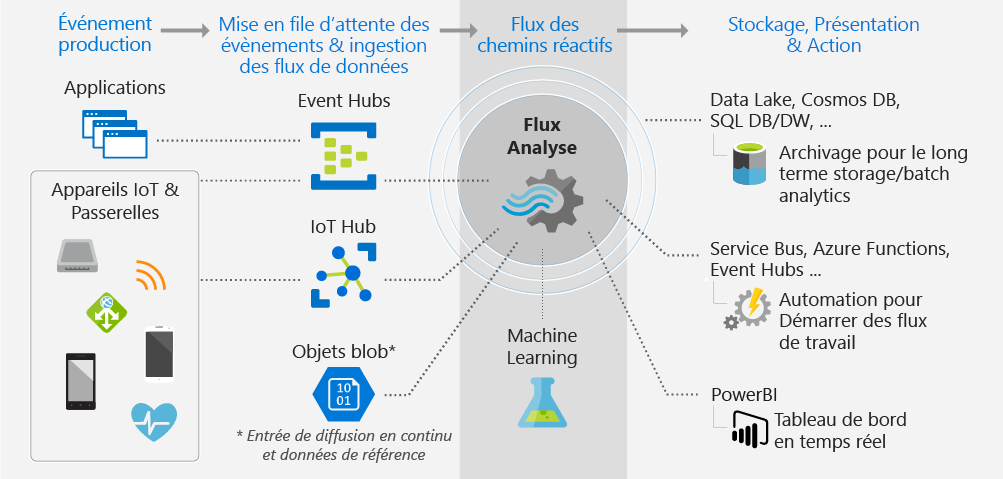 Événement
production
Mise en file d’attente des
évènements & ingestion
des flux de données
Flux des
chemins réactifs
Stockage, Présentation
& Action
Applications
Appareils IoT &
Passerelles
Event Hubs
IoT Hub
Objets blob*
10
01
* Entrée de diffusion en continu
et données de référence
Flux
Analyse
Machine
Learning
Data Lake, Cosmos DB,
SQL DB/DW, ...
Archivage pour le long
terme storage/batch
analytics
Service Bus, Azure Functions,
Event Hubs ...
Automation pour
Démarrer des flux
de travail
PowerBI
Tableau de bord
en temps réel